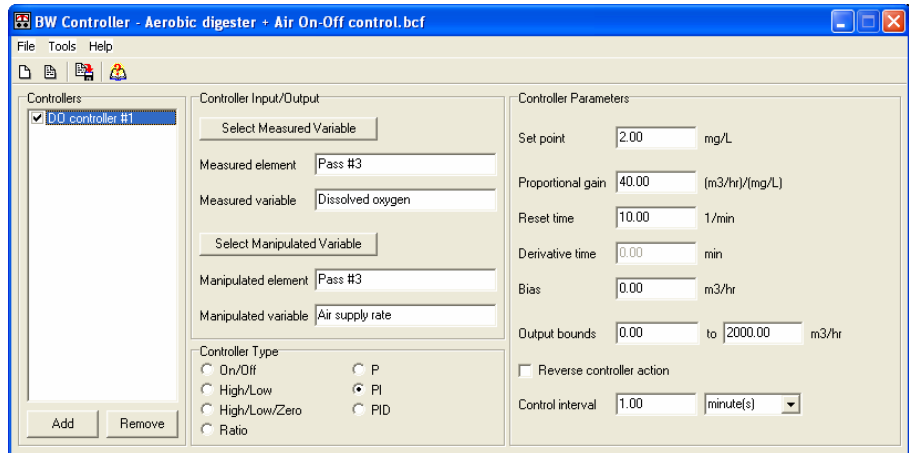 BW Controller - Aerobic digester + Air On-Off control.bcf
File Tools Help
Controllers
DO controller #1
Add Remove
Controller Input/Output
Select Measured Variable
Measured element Pass #3
Measured variable Dissolved oxygen
Select Manipulated Variable
Manipulated element Pass #3
Manipulated variable Air supply rate
Controller Type
On/Off P
High/Low PI
High/Low/Zero PID
Ratio
Controller Parameters
Set point 2.00 mg/L
Proportional gain 40.00 (m3/hr)/(mg/L)
Reset time 10.00 1/min
Derivative time 0.00 min
Bias 0.00 m3/hr
Output bounds 0.00 to 2000.00 m3/hr
Reverse controller action
Control interval 1.00 minute(s)